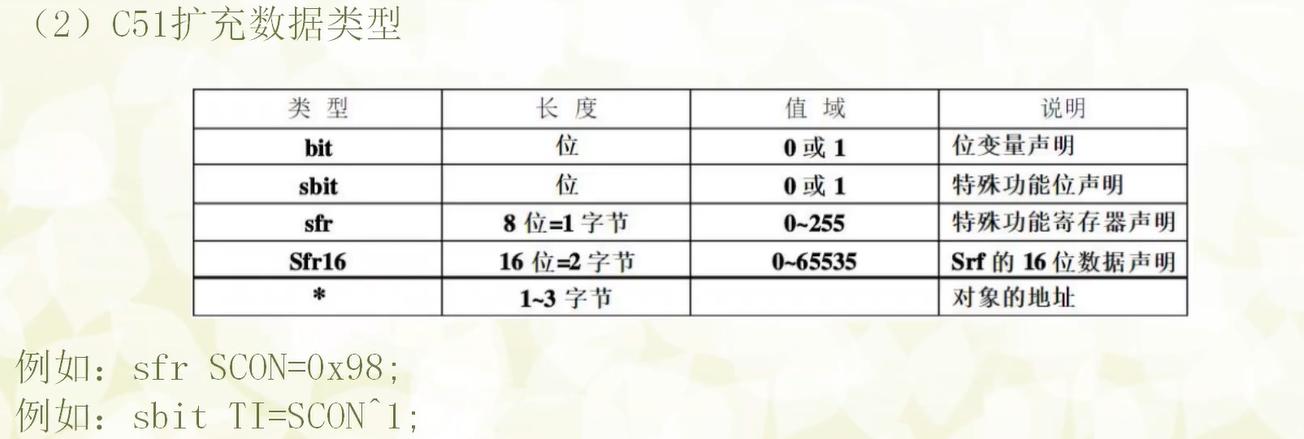 （2）C51扩充数据类型
类 型 长 度 值 域 说明
bit 位 0 或 1 位变量声明
sbit 位 0 或 1 特殊功能位声明
sfr 8 位=1 字节 0~255 特殊功能寄存器声明
Sfr16 16 位=2 字节 0~65535 Srf 的 16 位数据声明
* 1~3 字节 对象的地址
例如：sfr SCON=0x98;
例如：sbit TI=SCON^1;